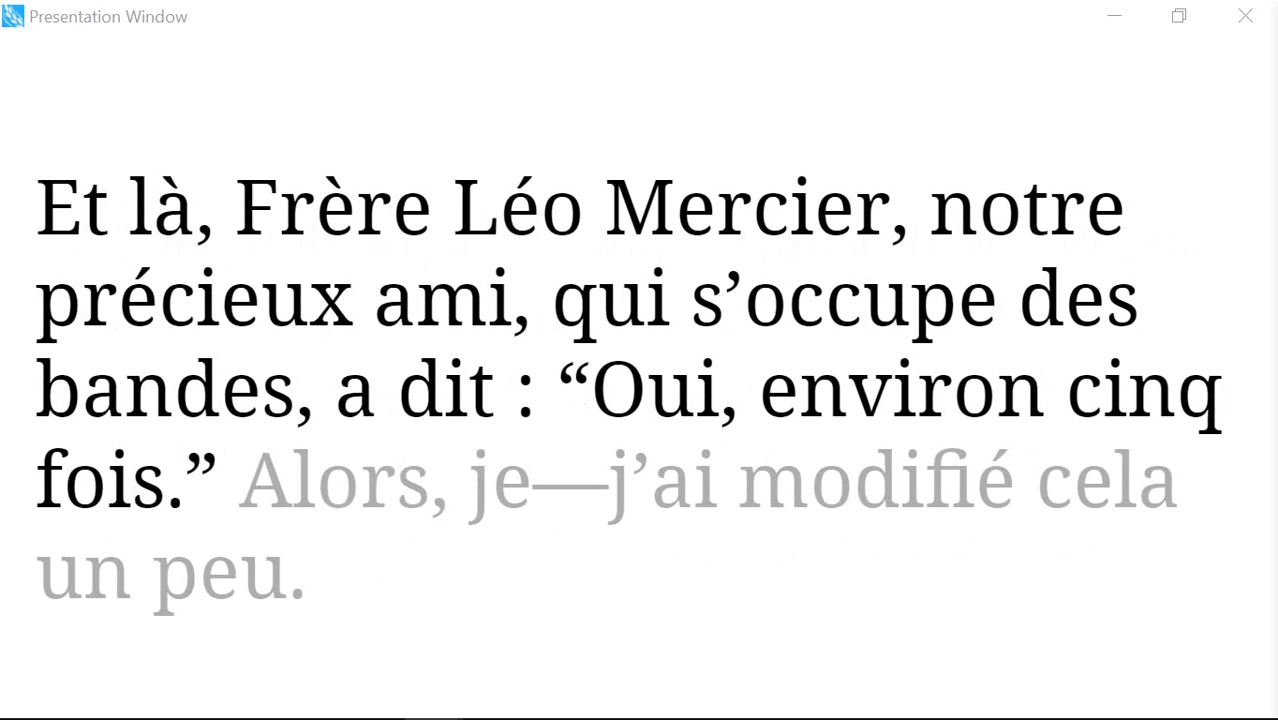 Presentation Window
Et là, Frère Léo Mercier, notre
précieux ami, qui s’occupe des
bandes, a dit : “Oui, environ cinq
fois.” Alors, je—j’ai modifié cela
un peu.